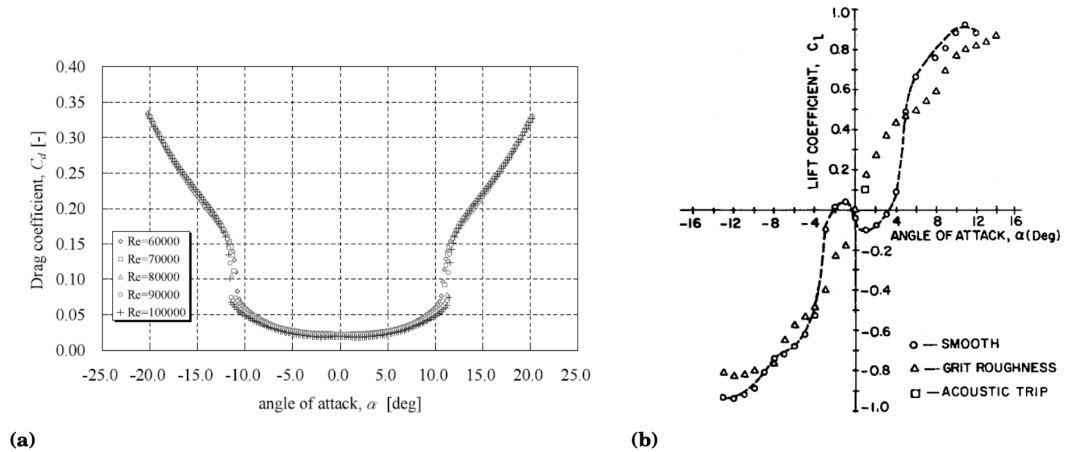 0.40
0.35
0.30
0.25
0.20
0.15
0.10
0.05
0.00
Drag coefficient, C_d [-]
Re=60000
Re=70000
Re=80000
Re=90000
Re=100000
-25.0 -20.0 -15.0 -10.0 -5.0 0.0 5.0 10.0 15.0 20.0 25.0
angle of attack, α [deg]
(a)
1.0
0.8
0.6
0.4
0.2
LIFT COEFFICIENT, C_L
-16 -12 -8 -4 4 8 12 16
ANGLE OF ATTACK, α (Deg)
-0.2
-0.4
-0.6
-0.8
-1.0
SMOOTH
GRIT ROUGHNESS
ACOUSTIC TRIP
(b)